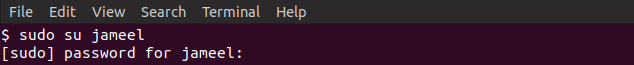 File Edit View Search Terminal Help
$ sudo su jameel
[sudo] password for jameel: